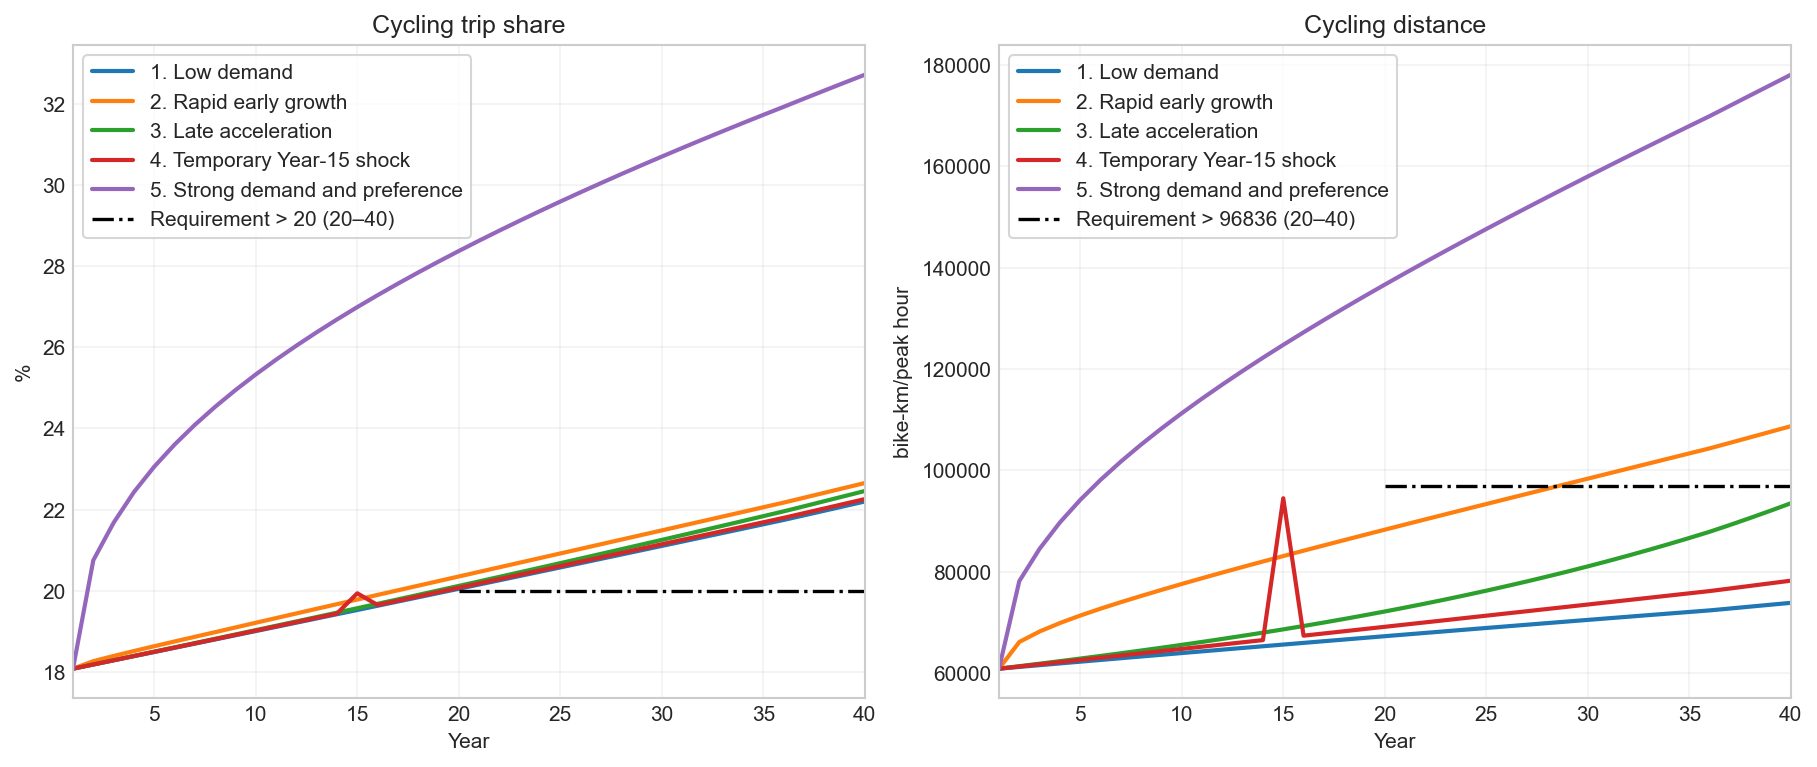 Cycling trip share
1. Low demand
2. Rapid early growth
3. Late acceleration
4. Temporary Year-15 shock
5. Strong demand and preference
Requirement > 20 (20–40)
32
30
28
26
24
22
20
18
%
5
10
15
20
25
30
35
40
Year
Cycling distance
1. Low demand
2. Rapid early growth
3. Late acceleration
4. Temporary Year-15 shock
5. Strong demand and preference
Requirement > 96836 (20–40)
180000
160000
140000
120000
100000
80000
60000
bike-km/peak hour
5
10
15
20
25
30
35
40
Year